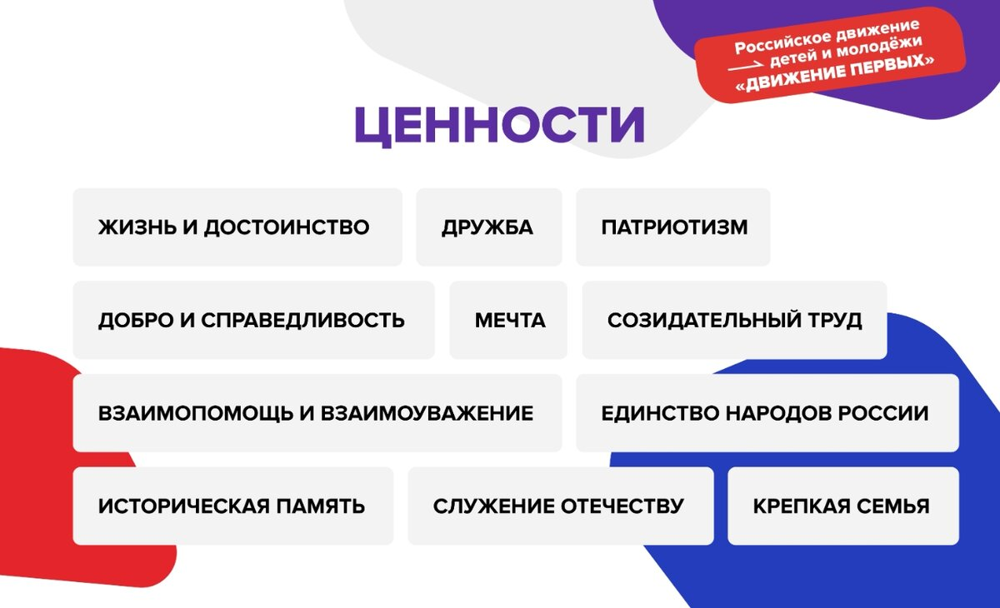 Российское движение
детей и молодёжи
«ДВИЖЕНИЕ ПЕРВЫХ»
ЦЕННОСТИ
ЖИЗНЬ И ДОСТОИНСТВО
ДРУЖБА
ПАТРИОТИЗМ
ДОБРО И СПРАВЕДЛИВОСТЬ
МЕЧТА
СОЗИДАТЕЛЬНЫЙ ТРУД
ВЗАИМОПОМОЩЬ И ВЗАИМОУВАЖЕНИЕ
ЕДИНСТВО НАРОДОВ РОССИИ
ИСТОРИЧЕСКАЯ ПАМЯТЬ
СЛУЖЕНИЕ ОТЕЧЕСТВУ
КРЕПКАЯ СЕМЬЯ